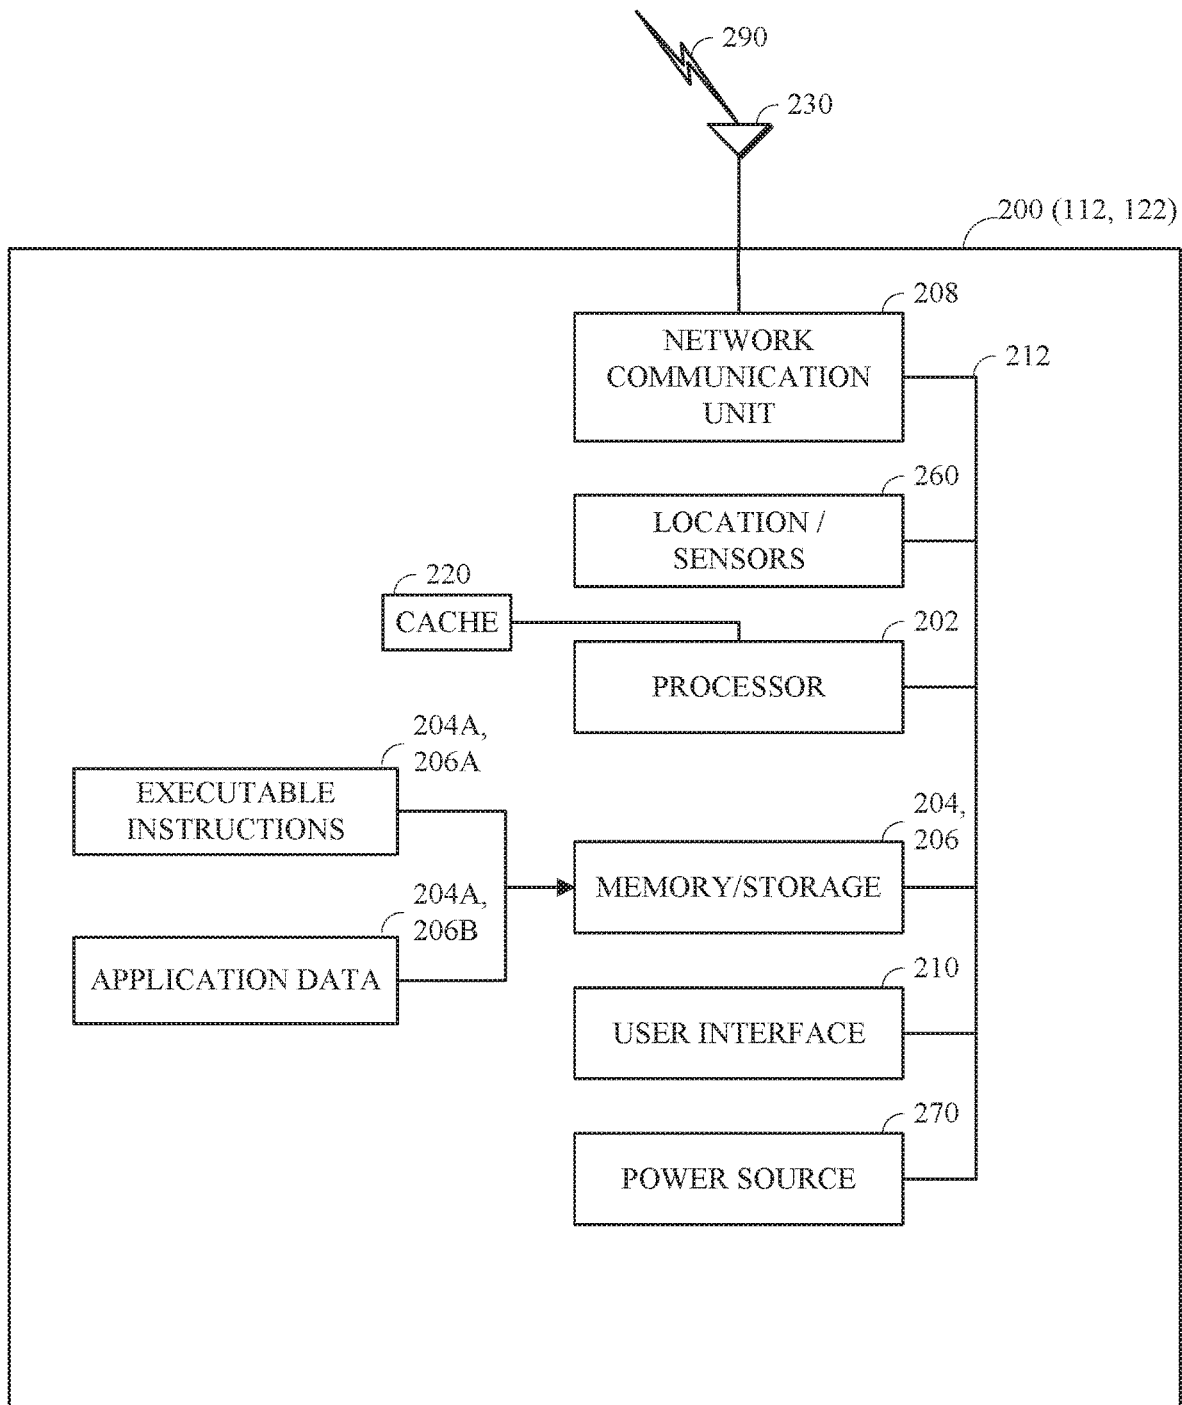 290
230
200 (112, 122)
208
NETWORK
COMMUNICATION
UNIT
212
260
LOCATION /
SENSORS
220
CACHE
202
PROCESSOR
204A,
206A
EXECUTABLE
INSTRUCTIONS
204,
206
MEMORY/STORAGE
204A,
206B
APPLICATION DATA
210
USER INTERFACE
270
POWER SOURCE